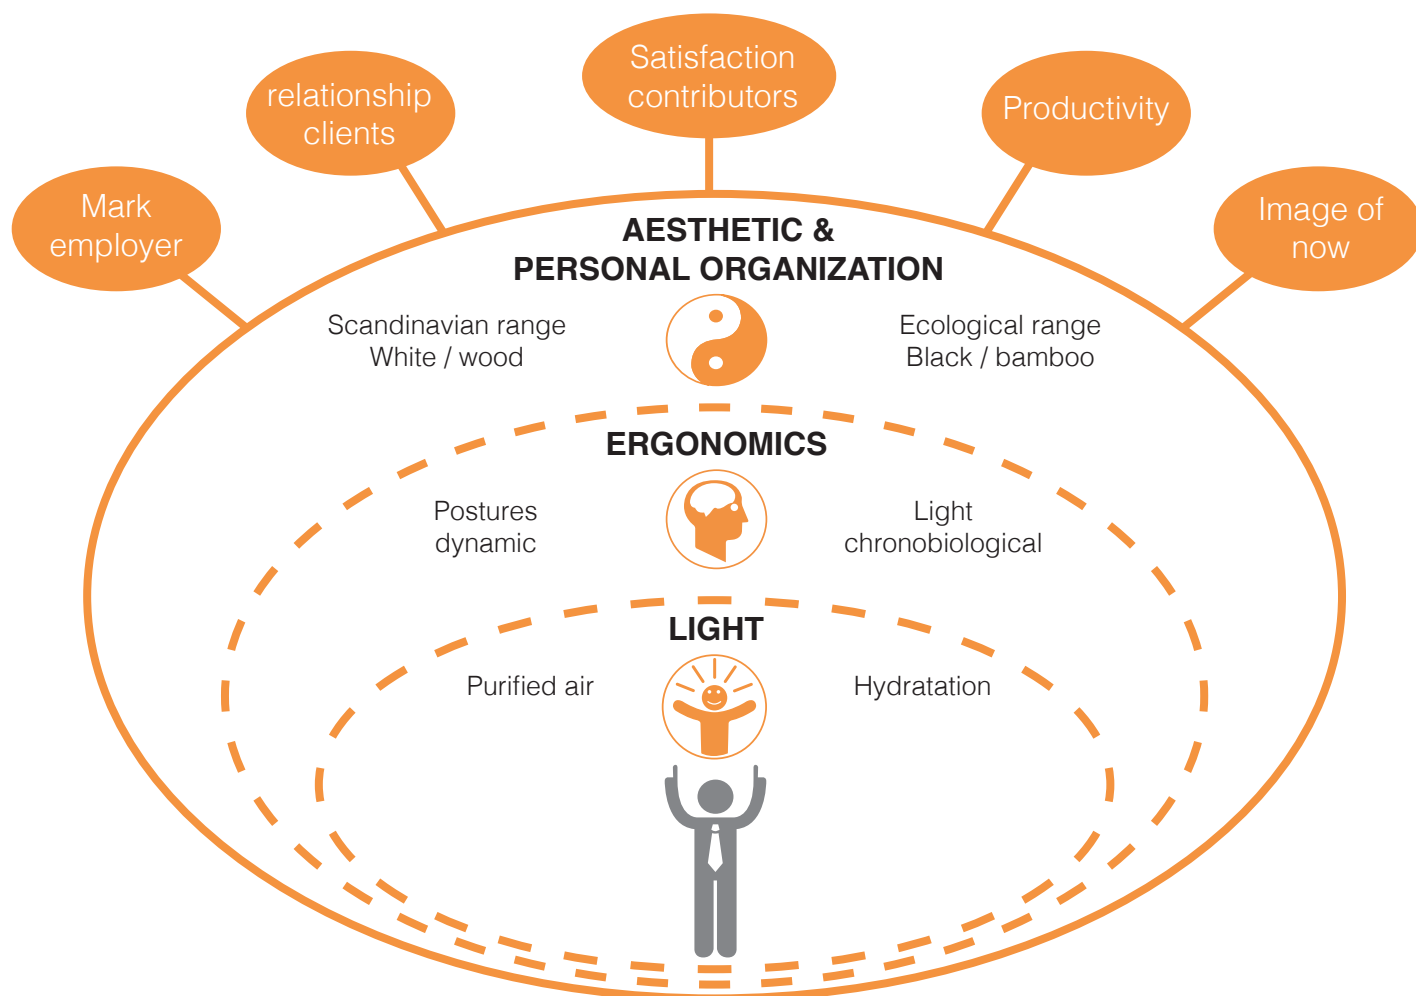 Satisfaction
contributors
relationship
clients
Productivity
Mark
employer
Image of
now
AESTHETIC &
PERSONAL ORGANIZATION
Scandinavian range
White / wood
Ecological range
Black / bamboo
ERGONOMICS
Postures
dynamic
Light
chronobiological
LIGHT
Purified air
Hydratation